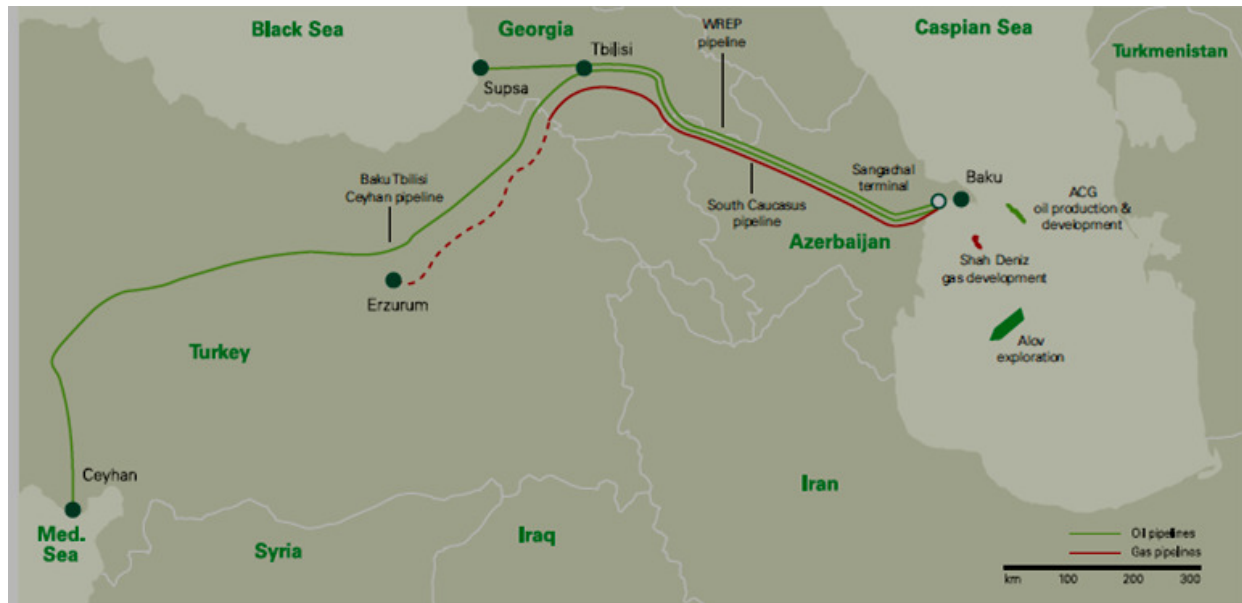 Black Sea
Georgia
WREP
pipeline
Caspian Sea
Turkmenistan
Tbilisi
Supsa
Baku Tbilisi
Ceyhan pipeline
Sangachal
terminal
Baku
ACG
oil production &
development
South Caucasus
pipeline
Azerbaijan
Shah Deniz
gas development
Erzurum
Turkey
Alov
exploration
Ceyhan
Iran
Med.
Sea
Syria
Iraq
Oil pipelines
Gas pipelines
km 100 200 300